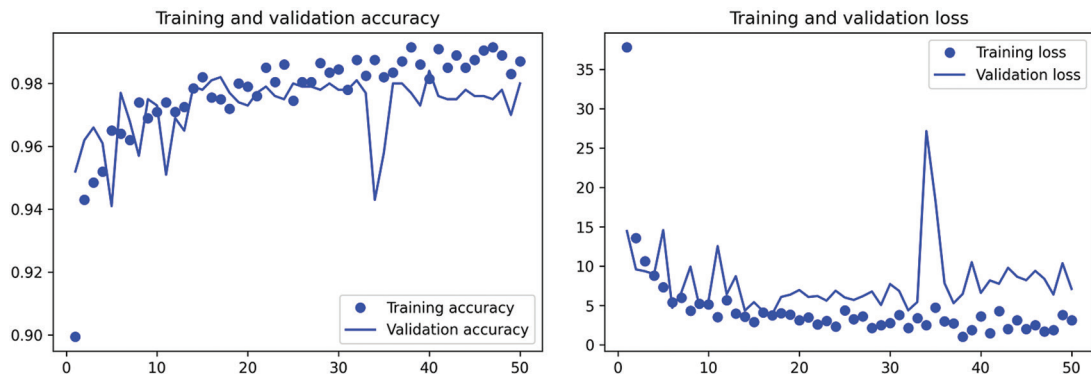 Training and validation accuracy
0.98
0.96
0.94
0.92
0.90
Training accuracy
Validation accuracy
0 10 20 30 40 50
Training and validation loss
35
30
25
20
15
10
5
0
Training loss
Validation loss
0 10 20 30 40 50